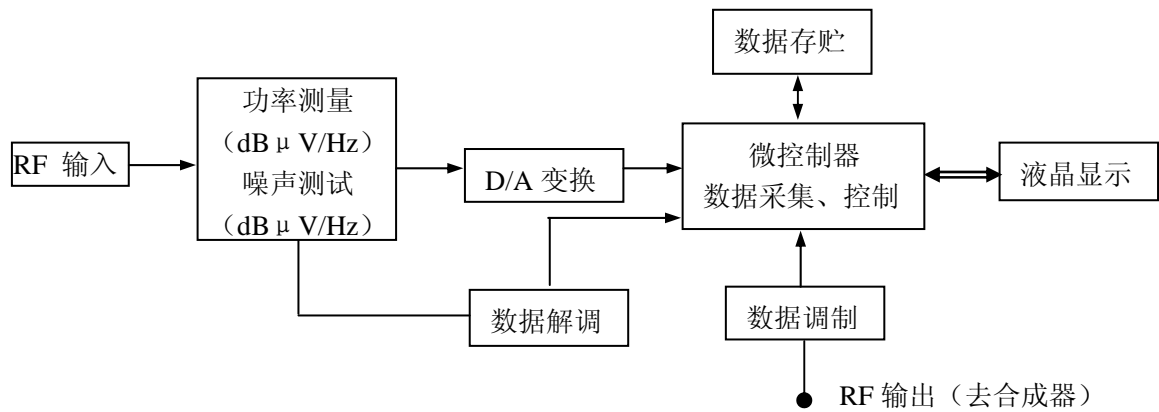 数据存贮
功率测量
（dBμV/Hz）
噪声测试
（dBμV/Hz）
RF 输入
D/A 变换
微控制器
数据采集、控制
液晶显示
数据解调
数据调制
RF 输出（去合成器）